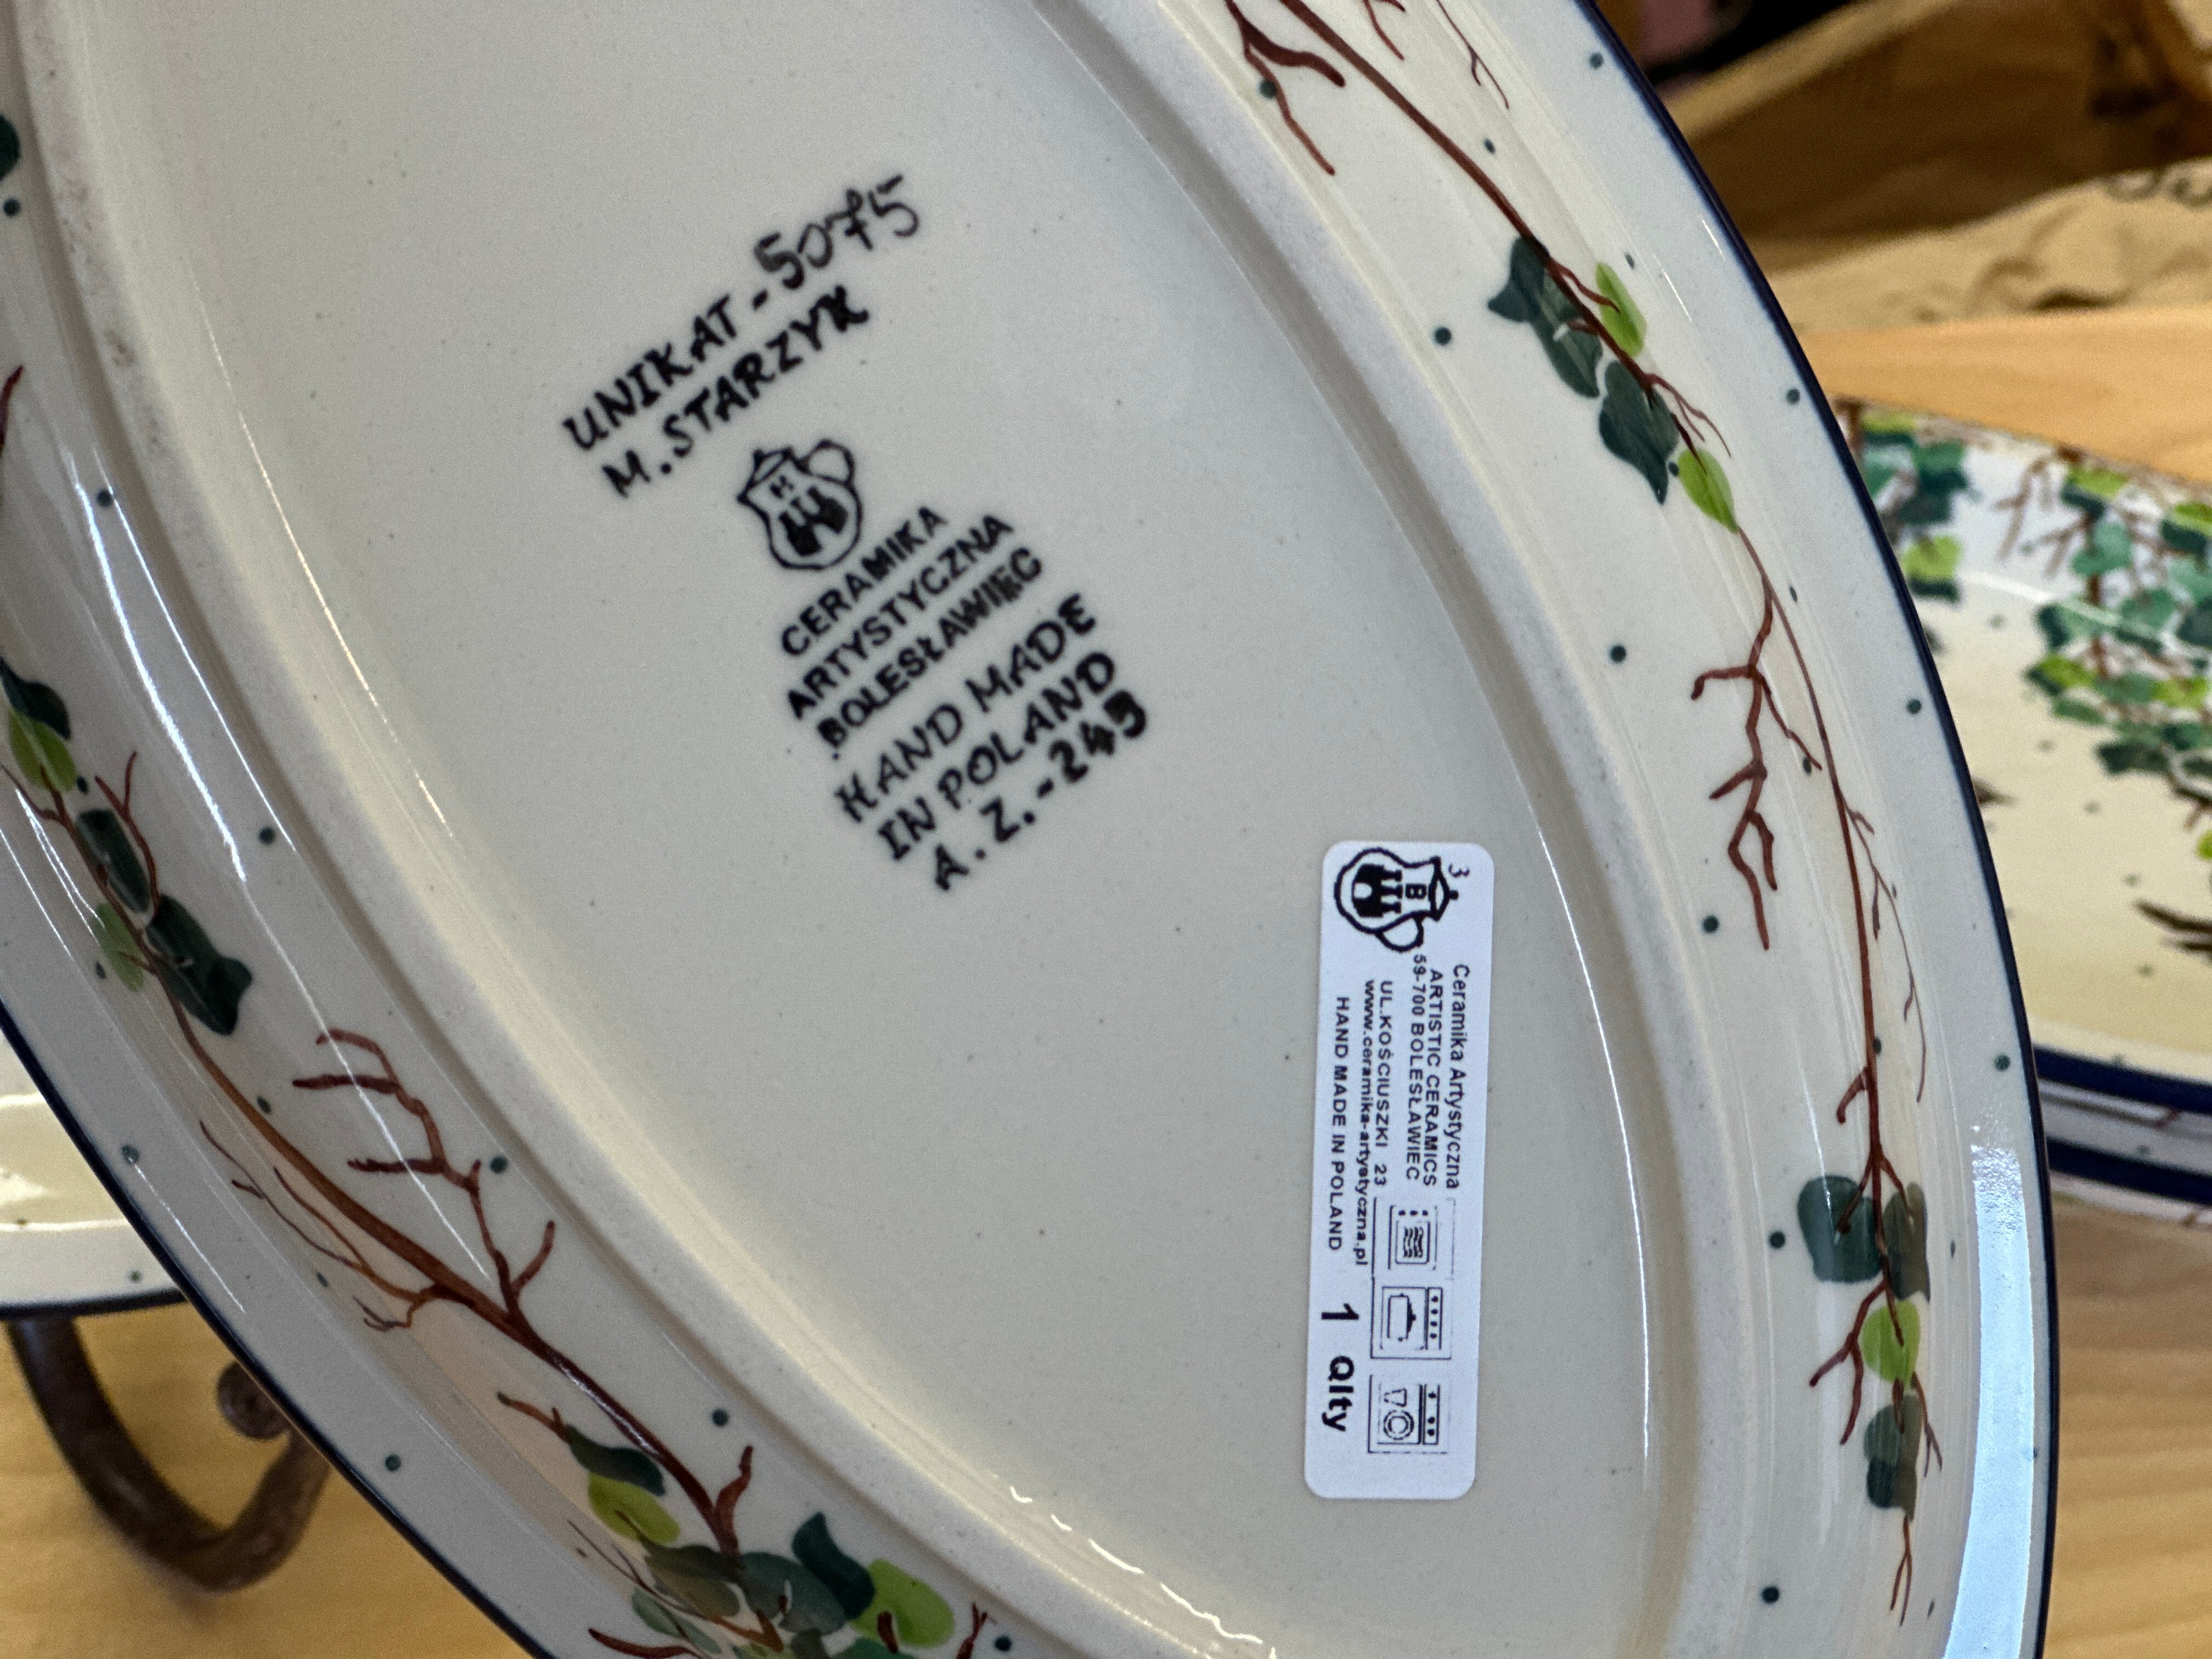 UNIKAT - 5075
M. STARZYK
CERAMIKA
ARTYSTYCZNA
BOLESŁAWIEC
HAND MADE
IN POLAND
A. Z. - 245
3
B
Ceramika Artystyczna
ARTISTIC CERAMICS
59-700 BOLESŁAWIEC
UL.KOŚCIUSZKI 23
www.ceramika-artystyczna.pl
HAND MADE IN POLAND
1 Qlty